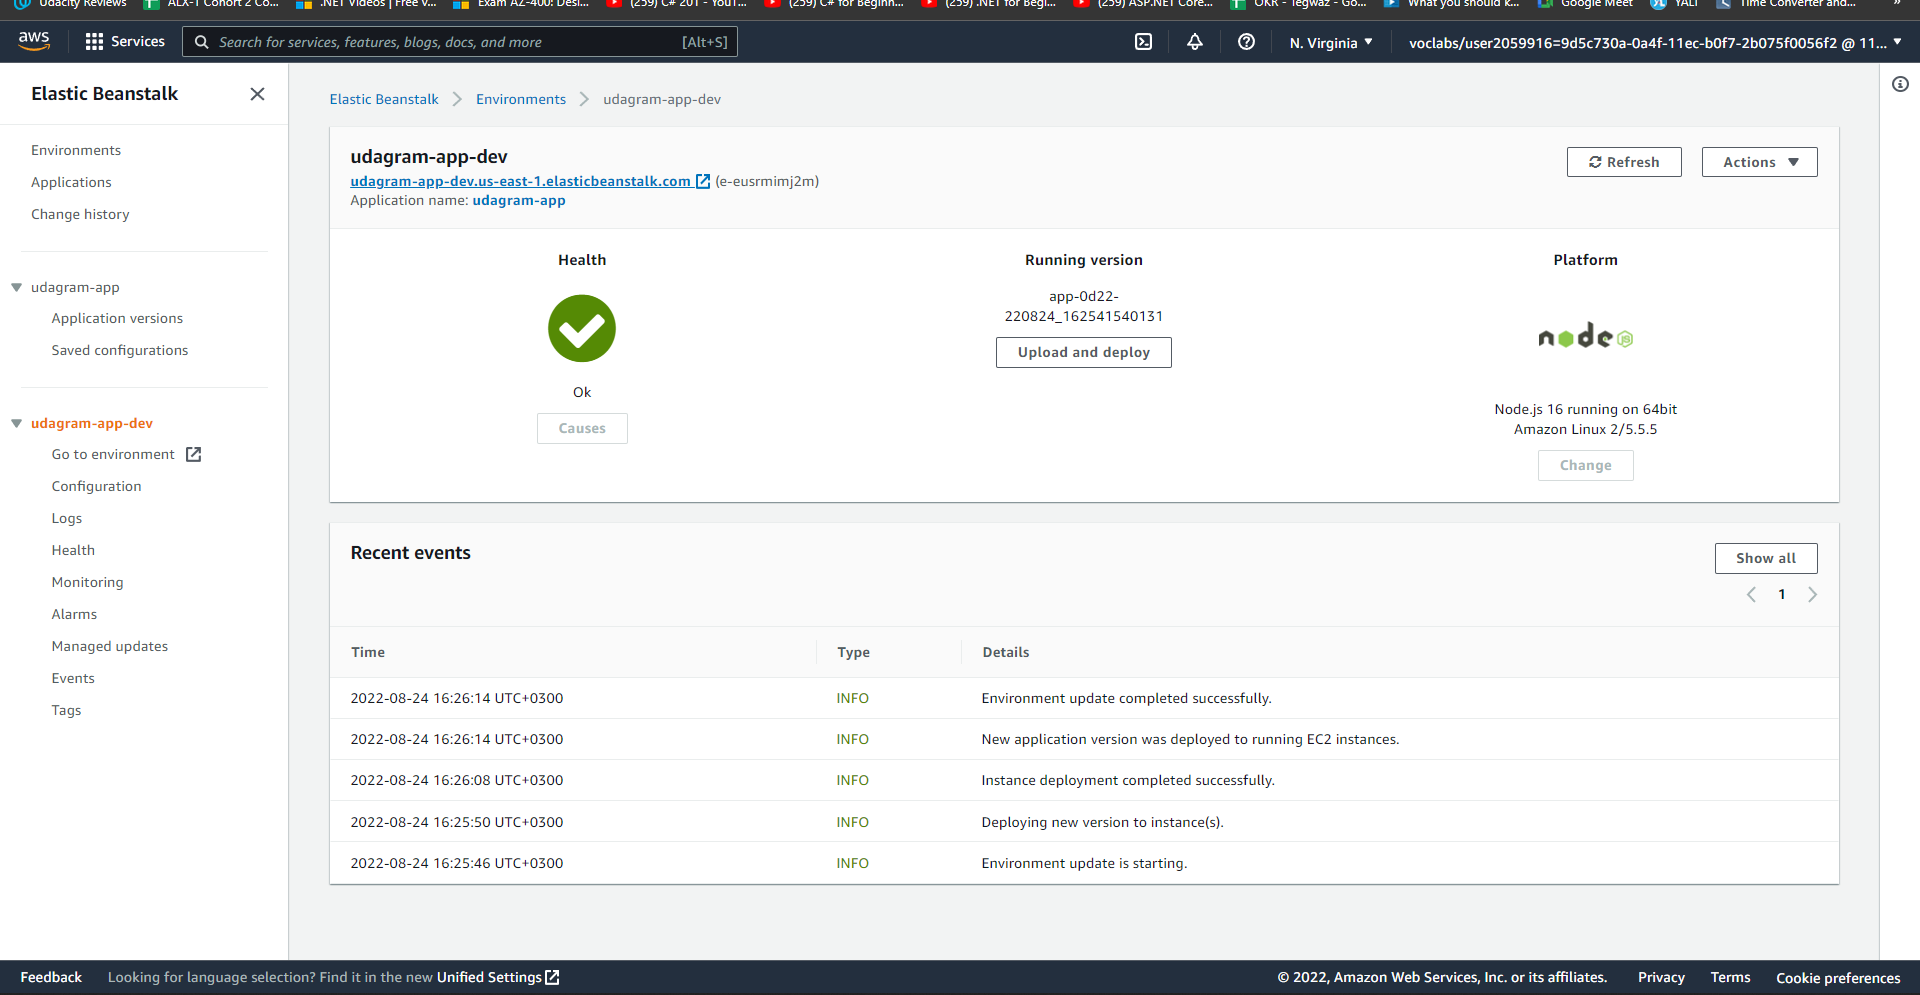 Udacity Reviews
ALX-T Cohort 2 Co...
.NET Videos | Free V...
Exam AZ-400: Desi...
(259) C# 201 - YouT...
(259) C# for Beginn...
(259) .NET for Begi...
(259) ASP.NET Core...
OKR - Tegwaz - Go...
What you should k...
Google Meet
YALI
Time Converter and...
»
aws
Services
Search for services, features, blogs, docs, and more
[Alt+S]
N. Virginia
voclabs/user2059916=9d5c730a-0a4f-11ec-b0f7-2b075f0056f2 @ 11...
Elastic Beanstalk
Environments
Applications
Change history
udagram-app
Application versions
Saved configurations
udagram-app-dev
Go to environment
Configuration
Logs
Health
Monitoring
Alarms
Managed updates
Events
Tags
Elastic Beanstalk
Environments
udagram-app-dev
udagram-app-dev
udagram-app-dev.us-east-1.elasticbeanstalk.com (e-eusrmimj2m)
Application name: udagram-app
Refresh
Actions
Health
Ok
Causes
Running version
app-0d22-
220824_162541540131
Upload and deploy
Platform
node JS
Node.js 16 running on 64bit
Amazon Linux 2/5.5.5
Change
Recent events
Show all
1
Time Type Details
2022-08-24 16:26:14 UTC+0300 INFO Environment update completed successfully.
2022-08-24 16:26:14 UTC+0300 INFO New application version was deployed to running EC2 instances.
2022-08-24 16:26:08 UTC+0300 INFO Instance deployment completed successfully.
2022-08-24 16:25:50 UTC+0300 INFO Deploying new version to instance(s).
2022-08-24 16:25:46 UTC+0300 INFO Environment update is starting.
Feedback
Looking for language selection? Find it in the new Unified Settings
© 2022, Amazon Web Services, Inc. or its affiliates.
Privacy
Terms
Cookie preferences